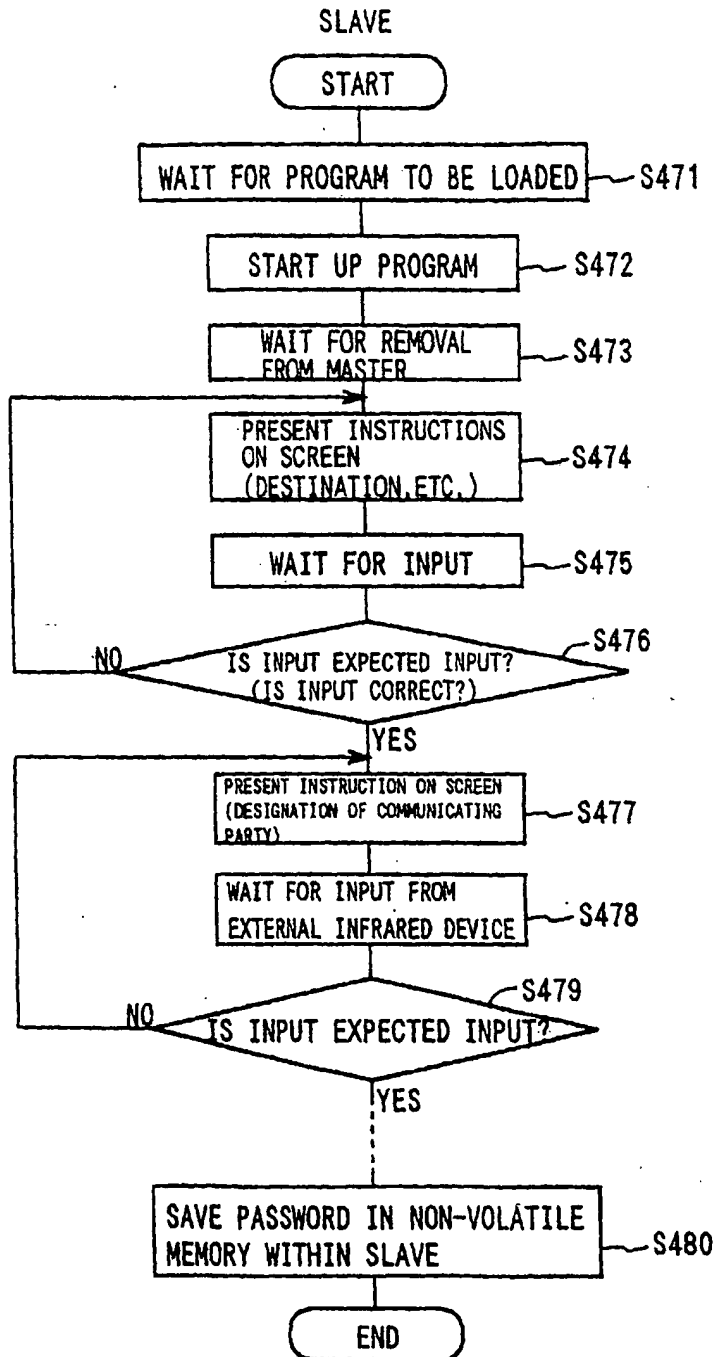 SLAVE
START
WAIT FOR PROGRAM TO BE LOADED
S471
START UP PROGRAM
S472
WAIT FOR REMOVAL
FROM MASTER
S473
PRESENT INSTRUCTIONS
ON SCREEN
(DESTINATION,ETC.)
S474
WAIT FOR INPUT
S475
S476
NO
IS INPUT EXPECTED INPUT?
(IS INPUT CORRECT?)
YES
PRESENT INSTRUCTION ON SCREEN
(DESIGNATION OF COMMUNICATING
PARTY)
S477
WAIT FOR INPUT FROM
EXTERNAL INFRARED DEVICE
S478
S479
NO
IS INPUT EXPECTED INPUT?
YES
SAVE PASSWORD IN NON-VOLATILE
MEMORY WITHIN SLAVE
S480
END